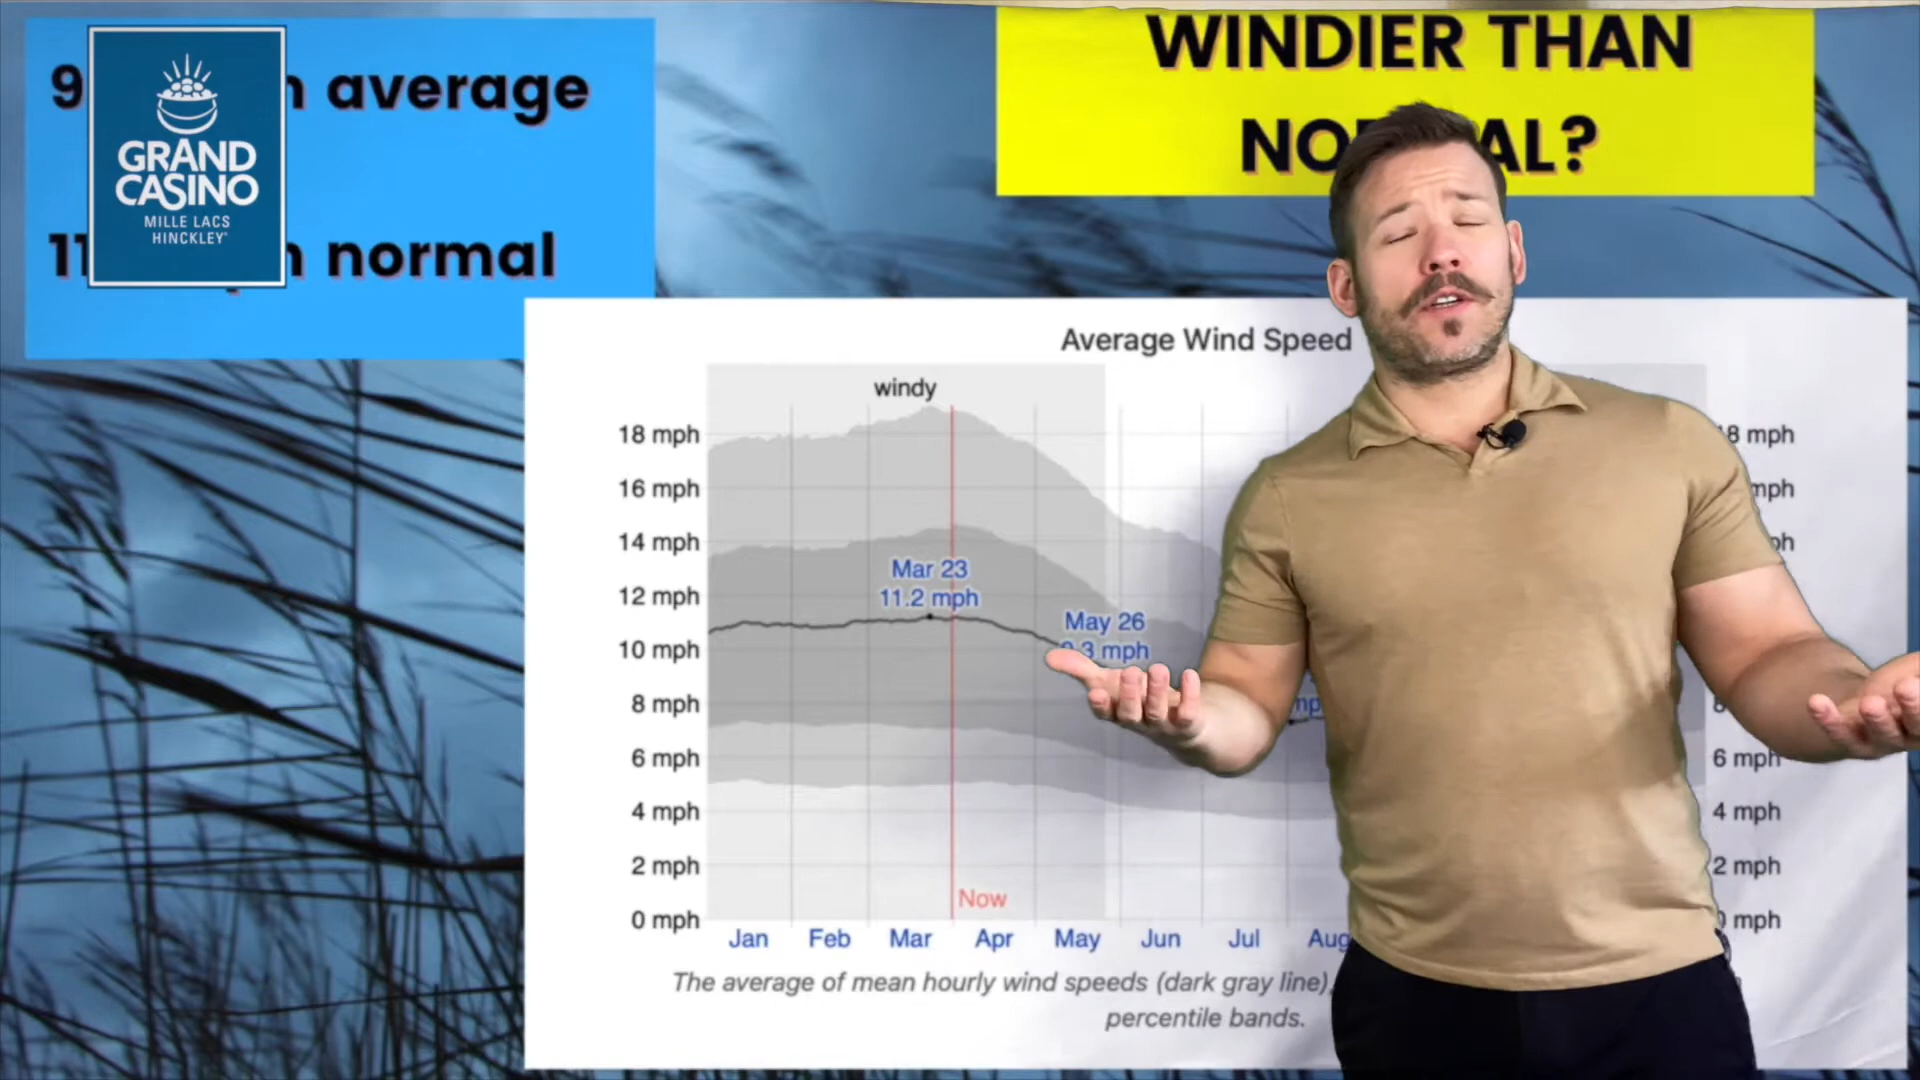 9
average
11
normal
GRAND
CASINO
MILLE LACS
HINCKLEY
WINDIER THAN
Average Wind Speed
windy
18 mph
16 mph
14 mph
12 mph
10 mph
8 mph
6 mph
4 mph
2 mph
0 mph
Mar 23
11.2 mph
May 26
mph
Now
Jan Feb Mar Apr May Jun Jul Aug
mph
mph
6 mph
4 mph
2 mph
mph
The average of mean hourly wind speeds (dark gray line),
percentile bands.